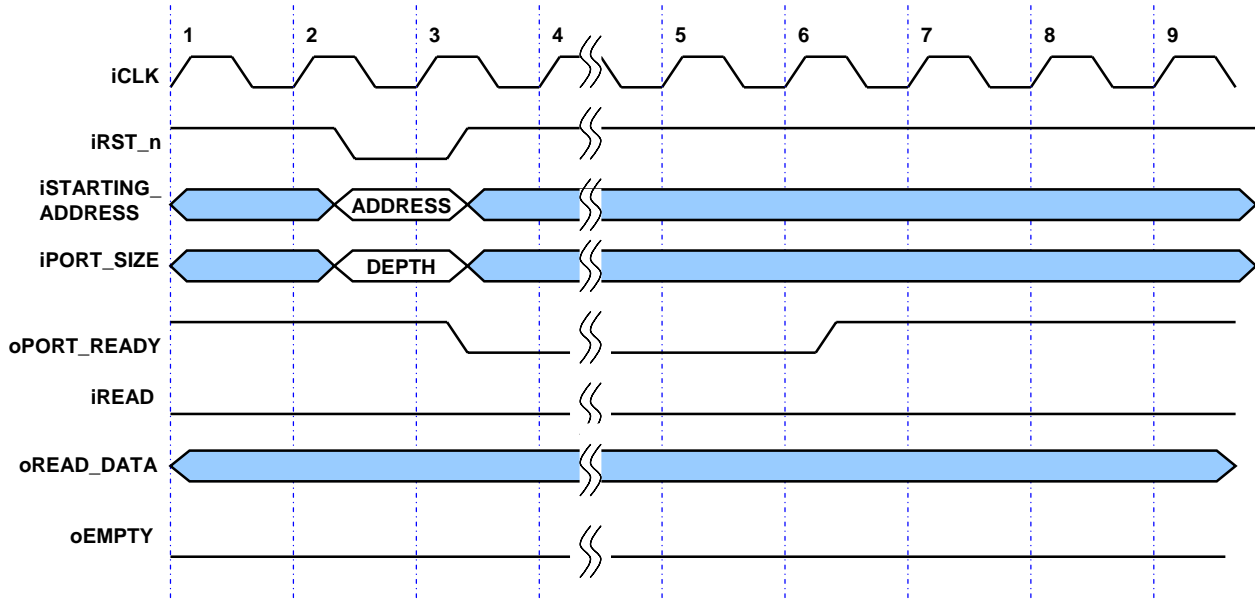 1 2 3 4 5 6 7 8 9
iCLK
iRST_n
iSTARTING_
ADDRESS
ADDRESS
iPORT_SIZE
DEPTH
oPORT_READY
iREAD
oREAD_DATA
oEMPTY